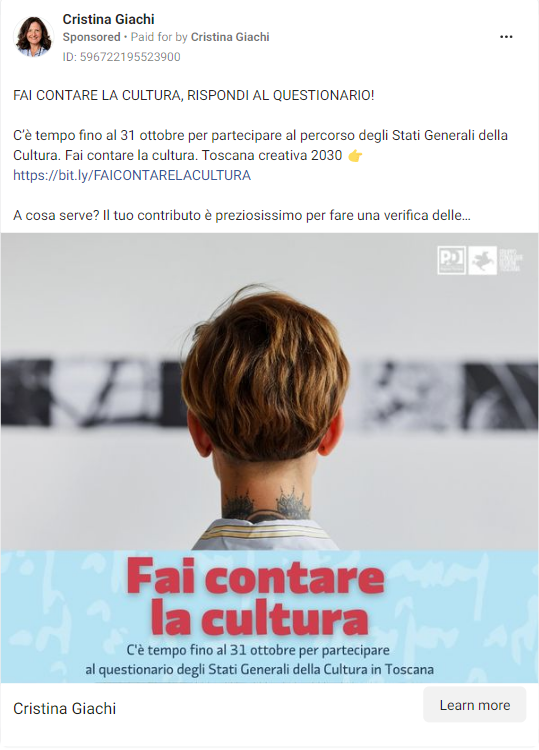 Cristina Giachi
Sponsored • Paid for by Cristina Giachi
ID: 596722195523900
FAI CONTARE LA CULTURA, RISPONDI AL QUESTIONARIO!
C'è tempo fino al 31 ottobre per partecipare al percorso degli Stati Generali della
Cultura. Fai contare la cultura. Toscana creativa 2030 👉
https://bit.ly/FAICONTARELACULTURA
A cosa serve? Il tuo contributo è preziosissimo per fare una verifica delle...
PD
Fai contare
la cultura
C'è tempo fino al 31 ottobre per partecipare
al questionario degli Stati Generali della Cultura in Toscana
Cristina Giachi
Learn more